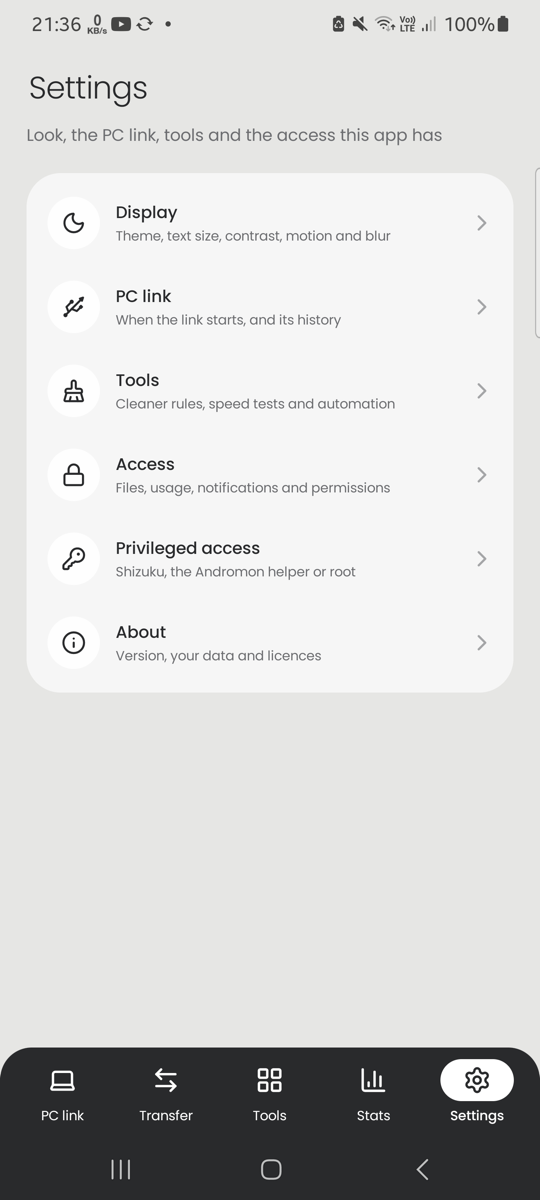 21:36 0 KB/s Vo)) LTE 100%
Settings
Look, the PC link, tools and the access this app has
Display
Theme, text size, contrast, motion and blur
PC link
When the link starts, and its history
Tools
Cleaner rules, speed tests and automation
Access
Files, usage, notifications and permissions
Privileged access
Shizuku, the Andromon helper or root
About
Version, your data and licences
PC link Transfer Tools Stats Settings